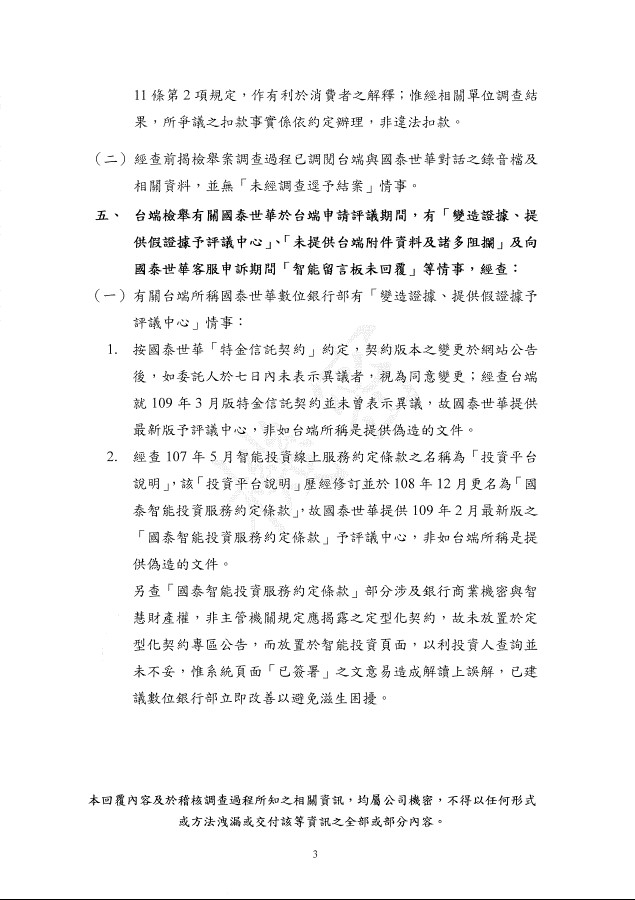 11 條第 2 項規定，作有利於消費者之解釋；惟經相關單位調查結
果，所爭議之扣款事實係依約定辦理，非違法扣款。
（二）經查前揭檢舉案調查過程已調閱台端與國泰世華對話之錄音檔及
相關資料，並無「未經調查逕予結案」情事。
五、 台端檢舉有關國泰世華於台端申請評議期間，有「變造證據、提
供假證據予評議中心」、「未提供台端附件資料及諸多阻攔」及向
國泰世華客服申訴期間「智能留言板未回覆」等情事，經查：
（一）有關台端所稱國泰世華數位銀行部有「變造證據、提供假證據予
評議中心」情事：
1. 按國泰世華「特金信託契約」約定，契約版本之變更於網站公告
後，如委託人於七日內未表示異議者，視為同意變更；經查台端
就 109 年 3 月版特金信託契約並未曾表示異議，故國泰世華提供
最新版予評議中心，非如台端所稱是提供偽造的文件。
2. 經查 107 年 5 月智能投資線上服務約定條款之名稱為「投資平台
說明」，該「投資平台說明」歷經修訂並於 108 年 12 月更名為「國
泰智能投資服務約定條款」，故國泰世華提供 109 年 2 月最新版之
「國泰智能投資服務約定條款」予評議中心，非如台端所稱是提
供偽造的文件。
另查「國泰智能投資服務約定條款」部分涉及銀行商業機密與智
慧財產權，非主管機關規定應揭露之定型化契約，故未放置於定
型化契約專區公告，而放置於智能投資頁面，以利投資人查詢並
未不妥，惟系統頁面「已簽署」之文意易造成解讀上誤解，已建
議數位銀行部立即改善以避免滋生困擾。
本回覆內容及於稽核調查過程所知之相關資訊，均屬公司機密，不得以任何形式
或方法洩漏或交付該等資訊之全部或部分內容。
3